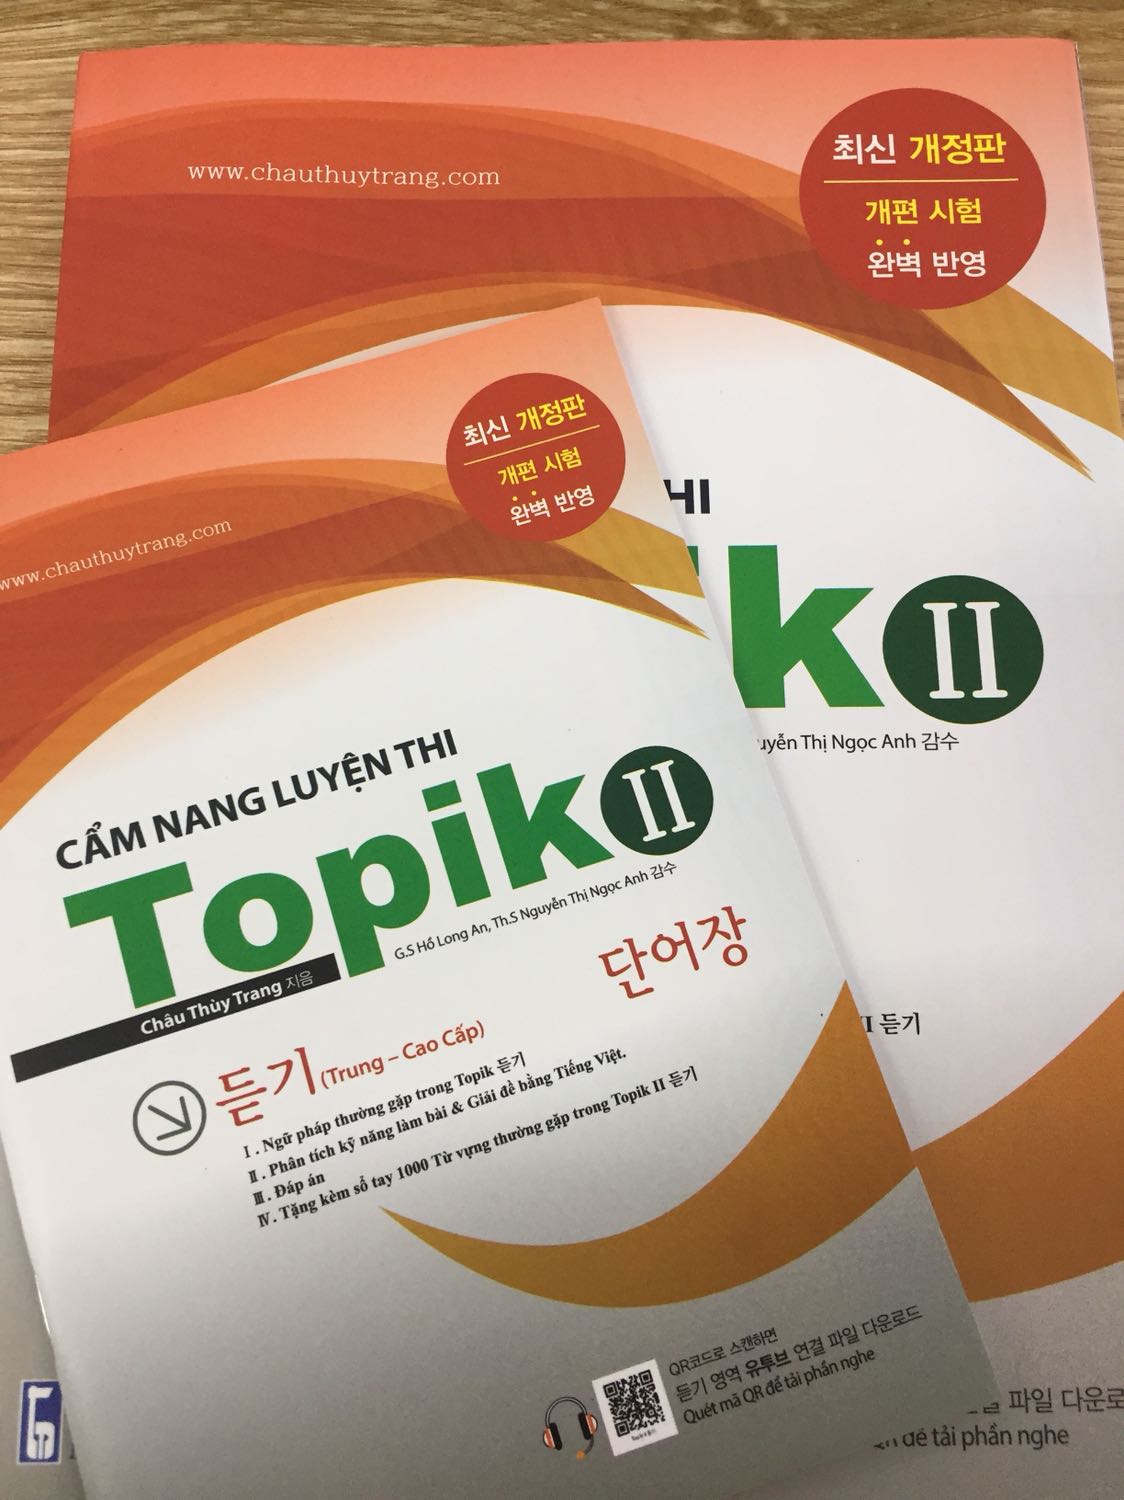 www.chauthuytrang.com
최신 개정판
개편 시험
완벽 반영
HI
ik II
Nguyễn Thị Ngọc Anh 감수
II 듣기
파일 다운로
để tải phần nghe
www.chauthuytrang.com
최신 개정판
개편 시험
완벽 반영
CẨM NANG LUYỆN THI
Topik II
G.S Hồ Long An, Th.S Nguyễn Thị Ngọc Anh 감수
Châu Thùy Trang 지음
단어장
듣기 (Trung – Cao Cấp)
I . Ngữ pháp thường gặp trong Topik 듣기
II . Phân tích kỹ năng làm bài & Giải đề bằng Tiếng Việt.
III . Đáp án
IV . Tặng kèm sổ tay 1000 Từ vựng thường gặp trong Topik II 듣기
QR코드로 스캔하면
듣기 영역 유투브 연결 파일 다운로드
Quét mã QR để tải phần nghe